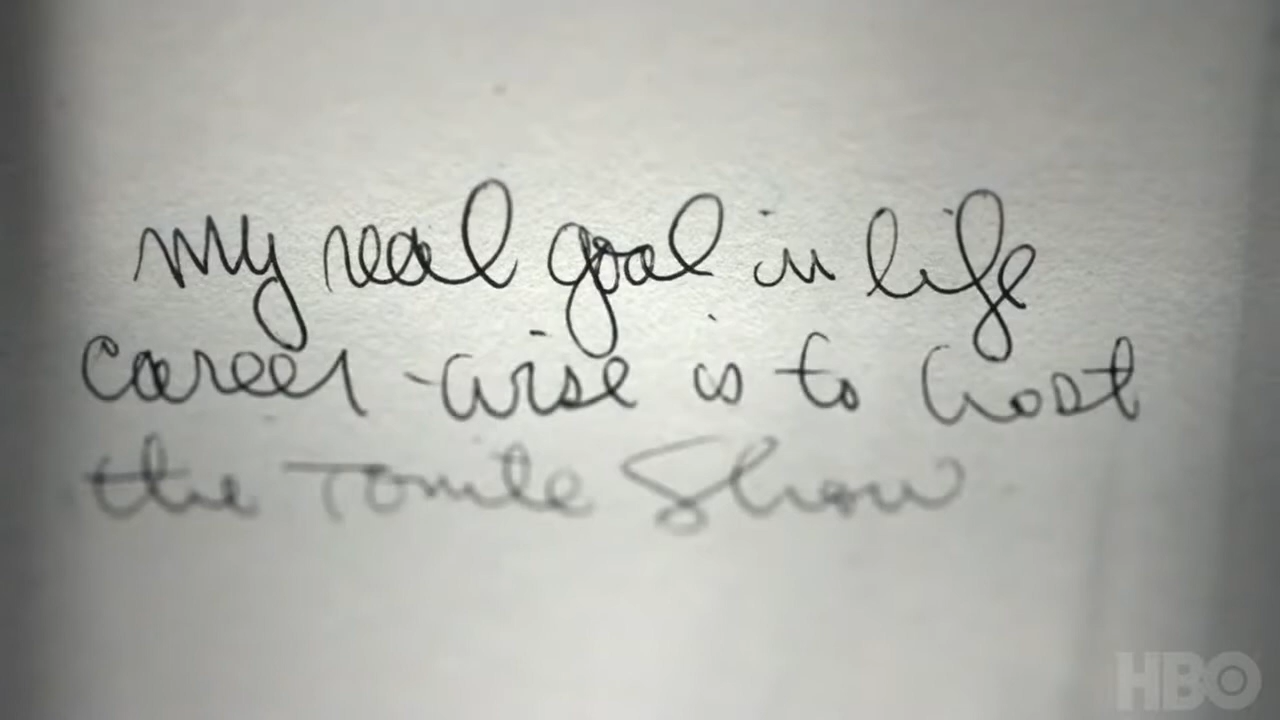 my real goal in life
career-wise is to host
the Tonite Show
HBO